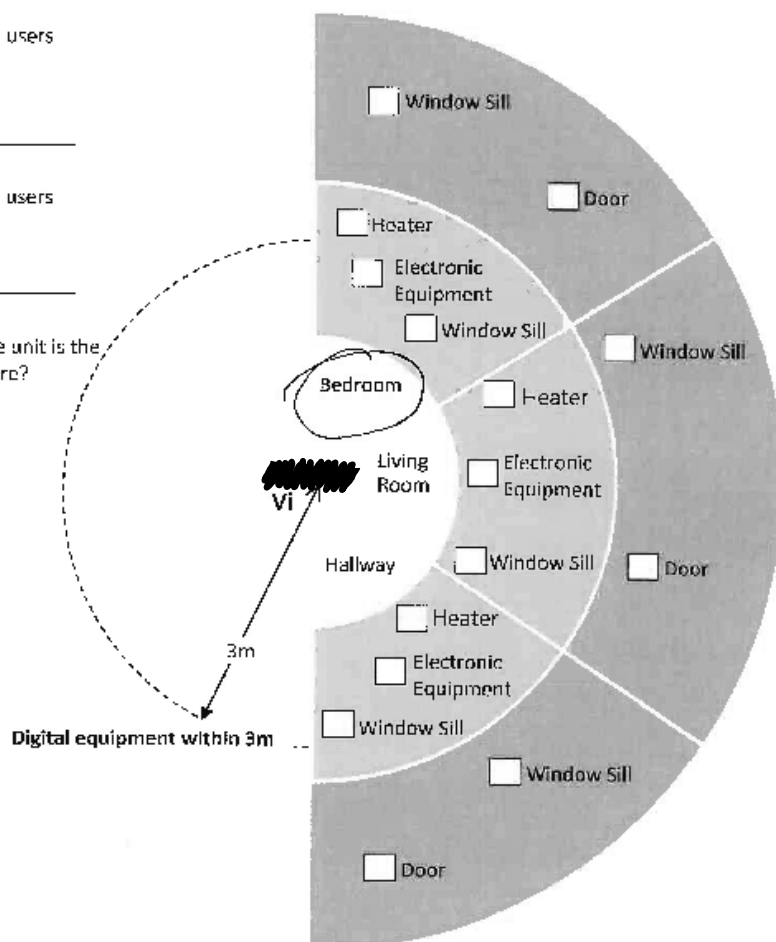 users
users
e unit is the
re?
Window Sill
Door
Heater
Electronic
Equipment
Window Sill
Bedroom
Window Sill
Heater
Living
Room
Electronic
Equipment
Vi
Hallway
Window Sill
Door
Heater
3m
Electronic
Equipment
Window Sill
Digital equipment within 3m
Window Sill
Door